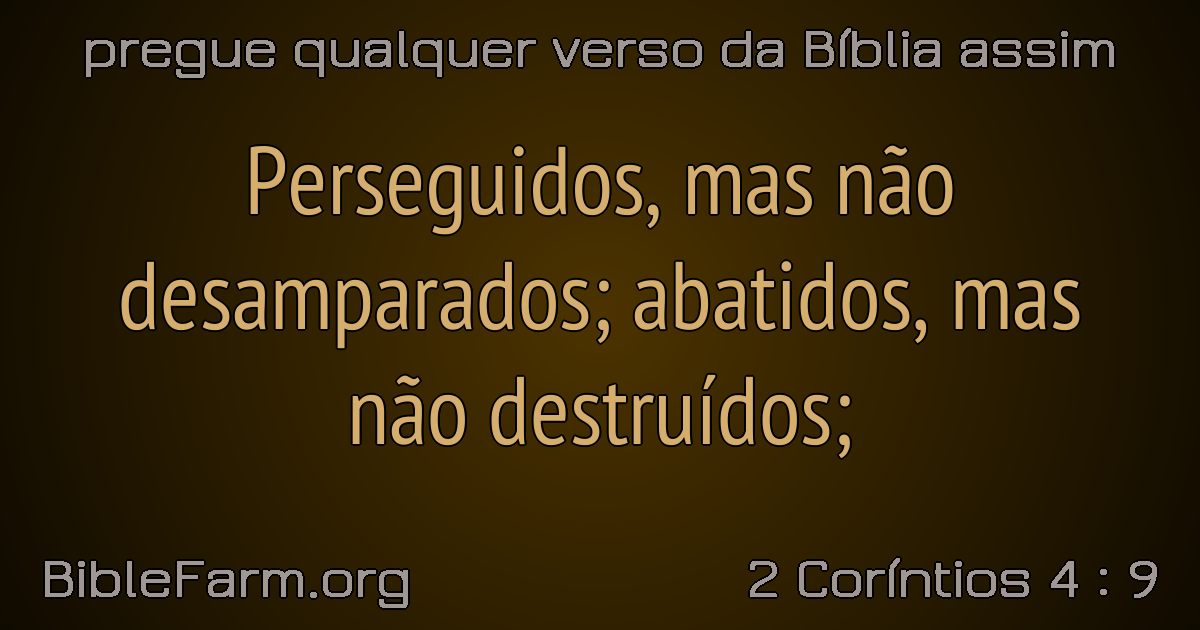 pregue qualquer verso da Bíblia assim
Perseguidos, mas não
desamparados; abatidos, mas
não destruídos;
BibleFarm.org
2 Coríntios 4 : 9